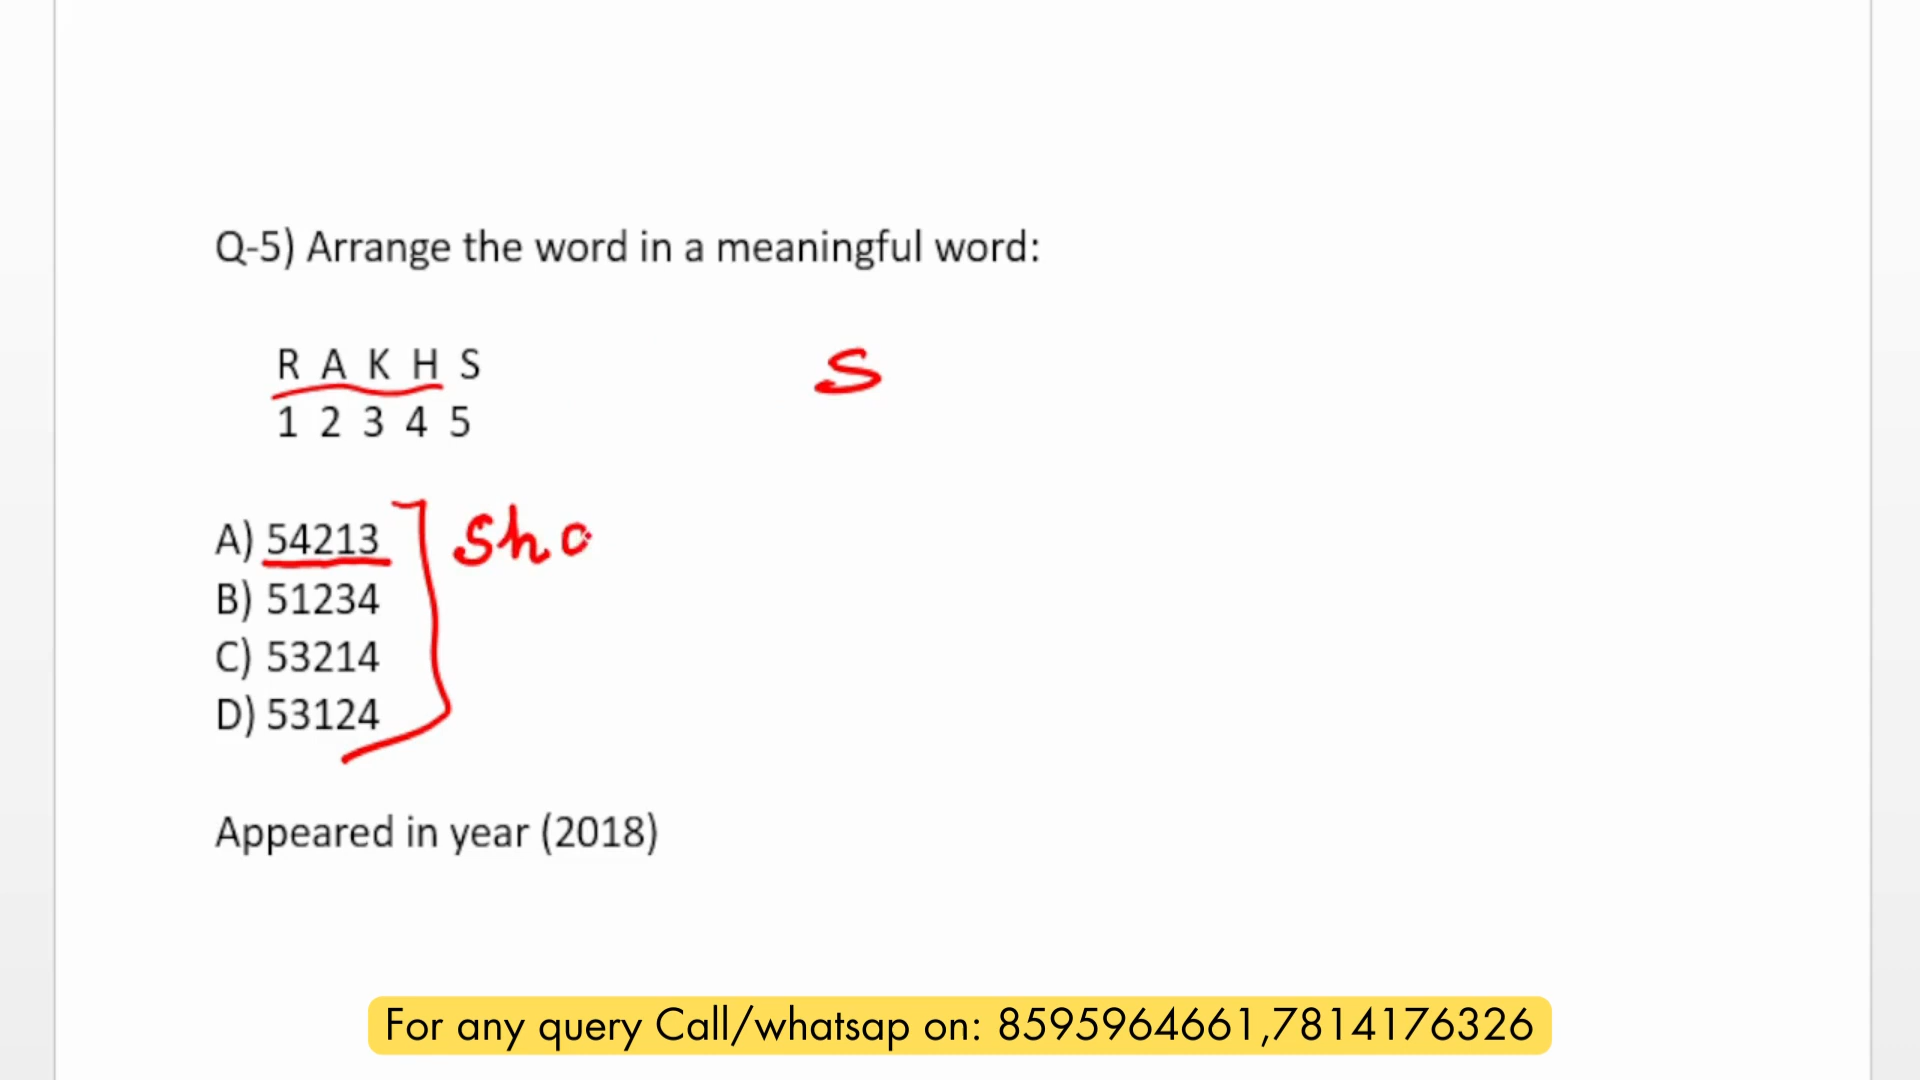 Q-5) Arrange the word in a meaningful word:
R A K H S
S
1 2 3 4 5
A) 54213
Sha
B) 51234
C) 53214
D) 53124
Appeared in year (2018)
For any query Call/whatsap on: 8595964661,7814176326